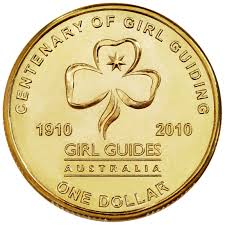 CENTENARY OF GIRL GUIDING
1910 2010
GIRL GUIDES
AUSTRALIA
ONE DOLLAR